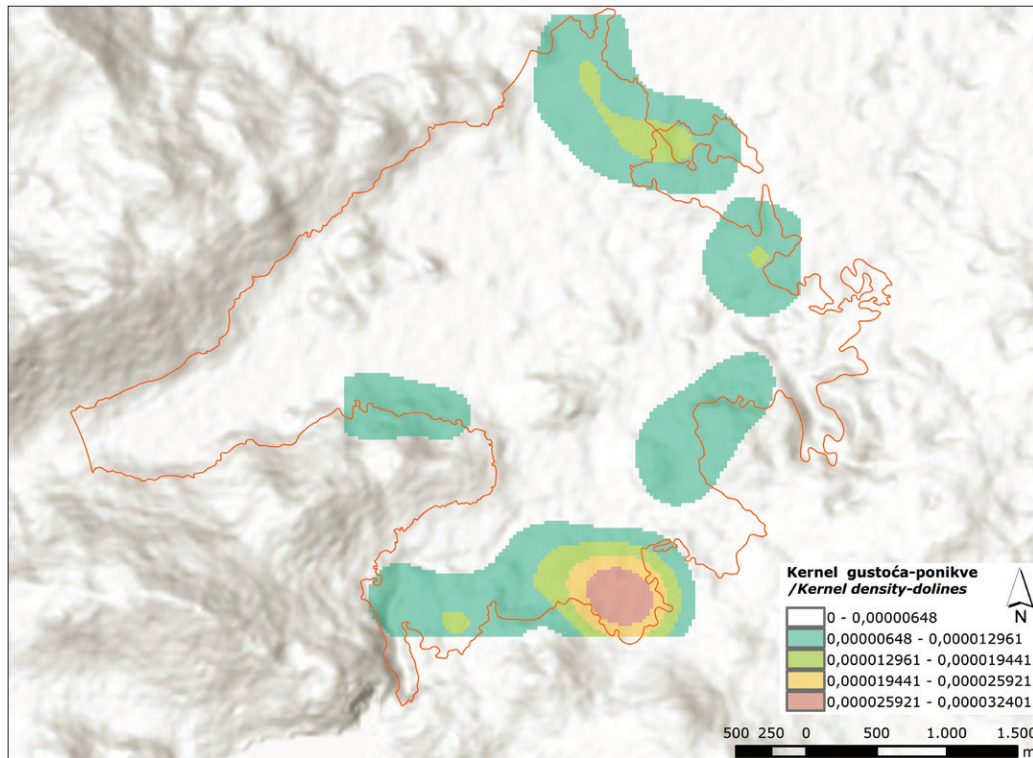 Kernel gustoća-ponikve
/Kernel density-dolines
N
0 - 0,00000648
0,00000648 - 0,000012961
0,000012961 - 0,000019441
0,000019441 - 0,000025921
0,000025921 - 0,000032401
500 250 0 500 1.000 1.500
m